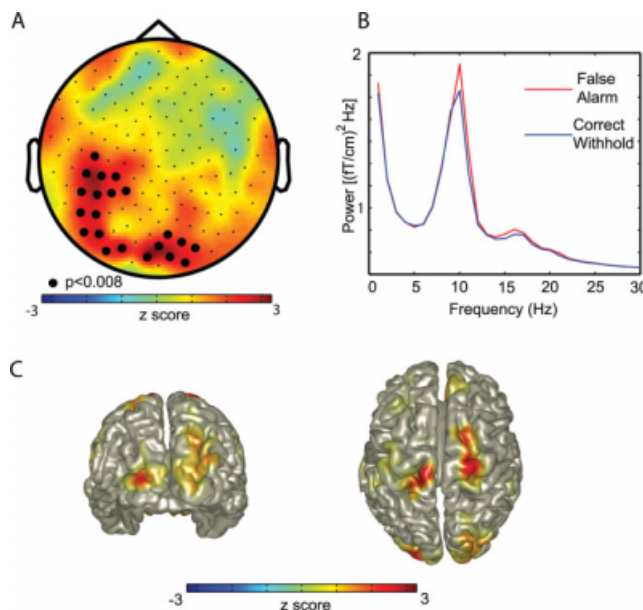 A
p<0.008
-3
3
z score
B
2
1
Power [(fT/cm)² Hz]
False
Alarm
Correct
Withhold
0
5
10
15
20
25
30
Frequency (Hz)
C
-3
3
z score